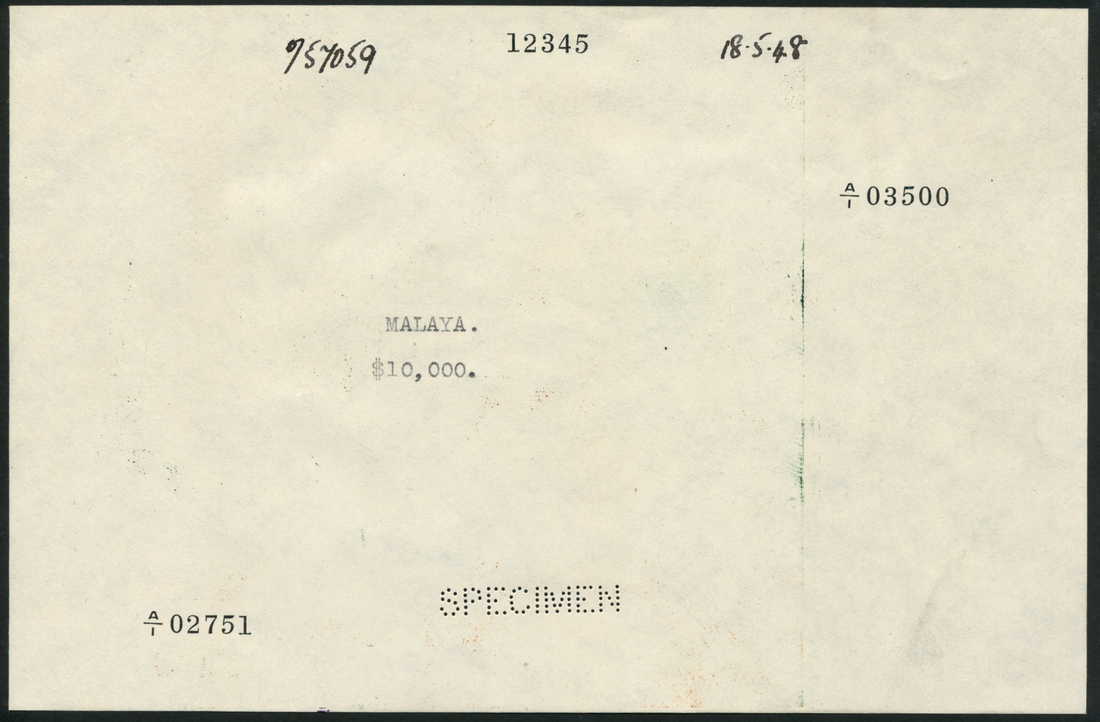 757059 12345 18·5·48
A/1 03500
MALAYA.
$10,000.
SPECIMEN
A/1 02751